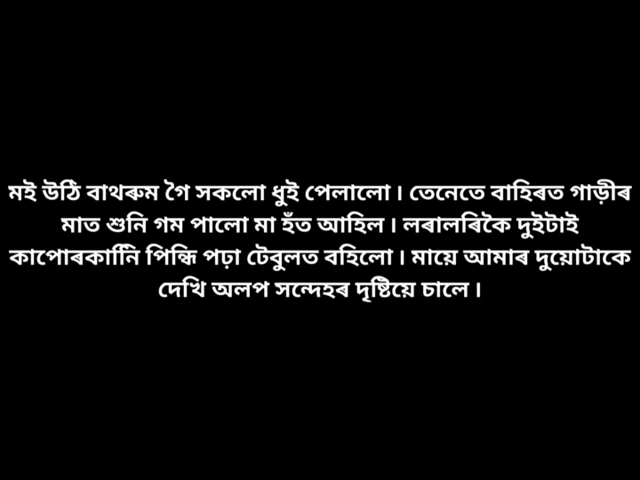 মই উঠি বাথৰুম গৈ সকলো ধুই পেলালো । তেনেতে বাহিৰত গাড়ীৰ
মাত শুনি গম পালো মা হঁত আহিল । লৰালৰিকৈ দুইটাই
কাপোৰকানিি পিন্ধি পঢ়া টেবুলত বহিলো । মায়ে আমাৰ দুয়োটাকে
দেখি অলপ সন্দেহৰ দৃষ্টিয়ে চালে ।